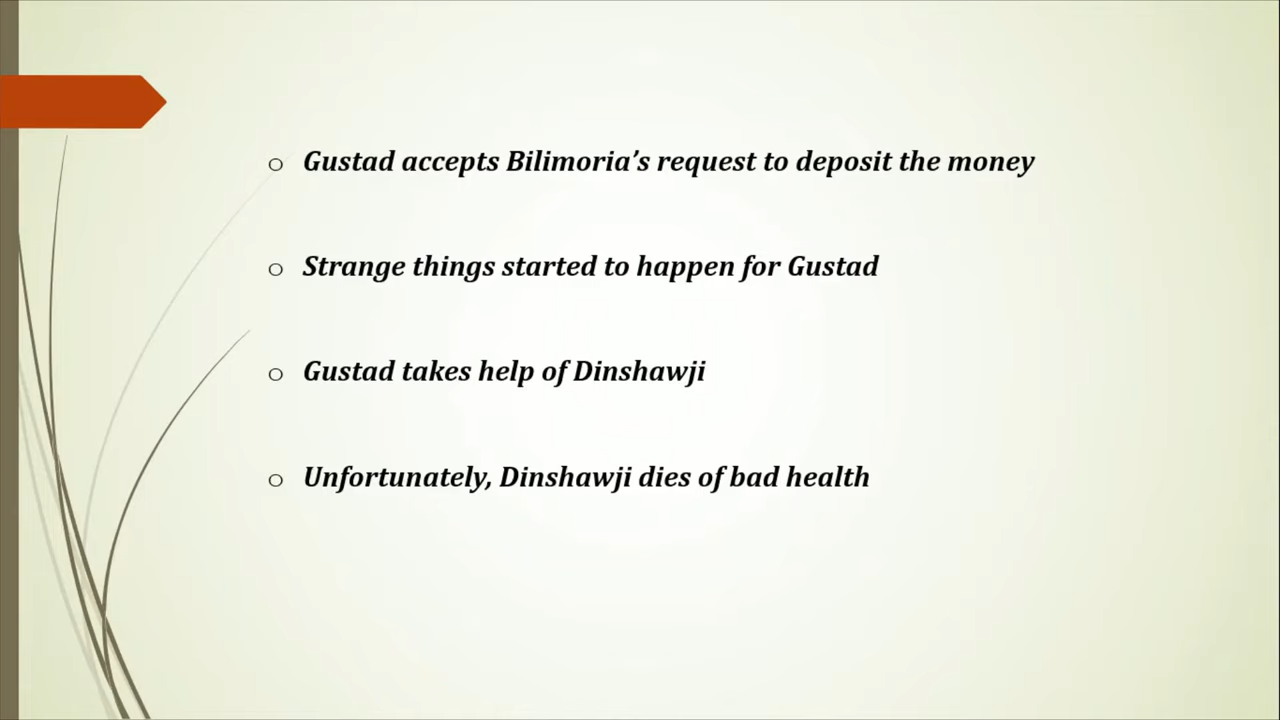 o Gustad accepts Bilimoria’s request to deposit the money
o Strange things started to happen for Gustad
o Gustad takes help of Dinshawji
o Unfortunately, Dinshawji dies of bad health